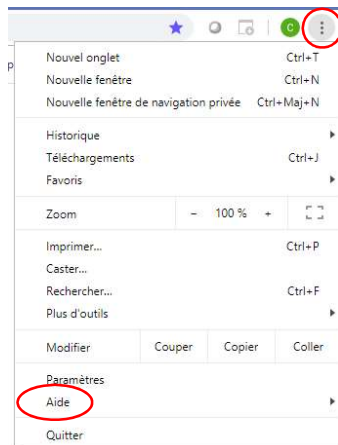 C
p
Nouvel onglet Ctrl+T
Nouvelle fenêtre Ctrl+N
Nouvelle fenêtre de navigation privée Ctrl+Maj+N
Historique
Téléchargements Ctrl+J
Favoris
Zoom - 100 % +
Imprimer... Ctrl+P
Caster...
Rechercher... Ctrl+F
Plus d'outils
Modifier Couper Copier Coller
Paramètres
Aide
Quitter